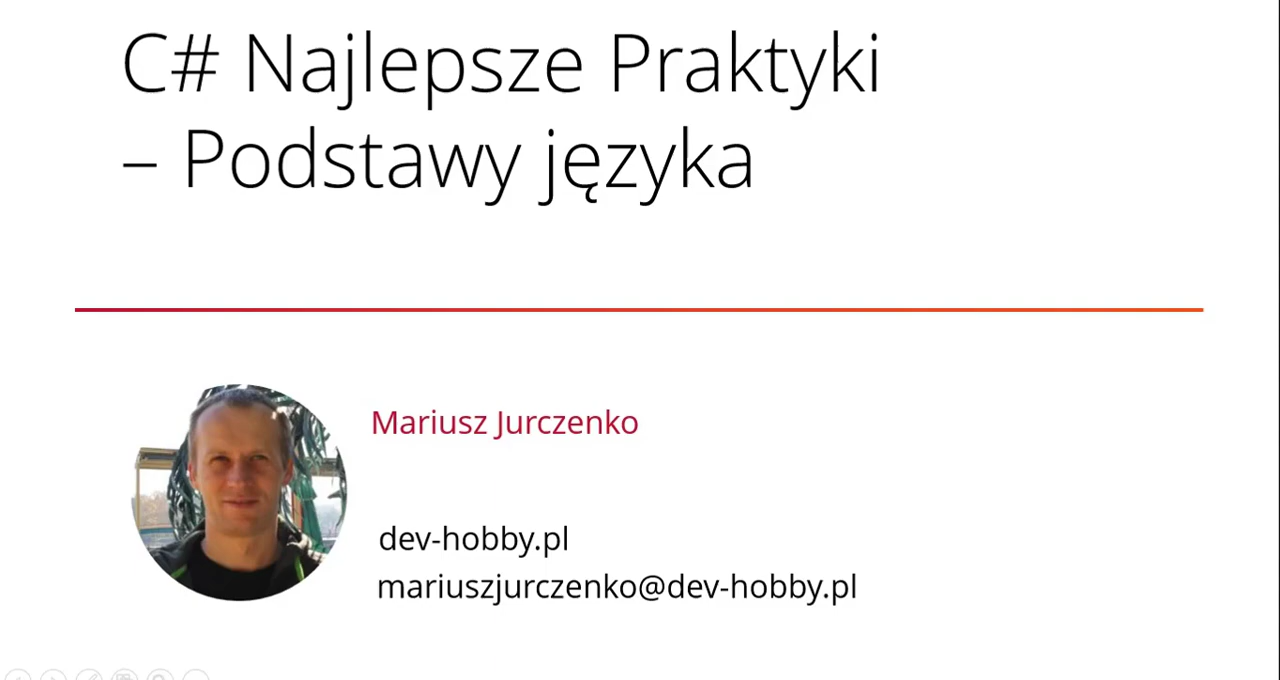 C# Najlepsze Praktyki
– Podstawy języka
Mariusz Jurczenko
dev-hobby.pl
mariuszjurczenko@dev-hobby.pl